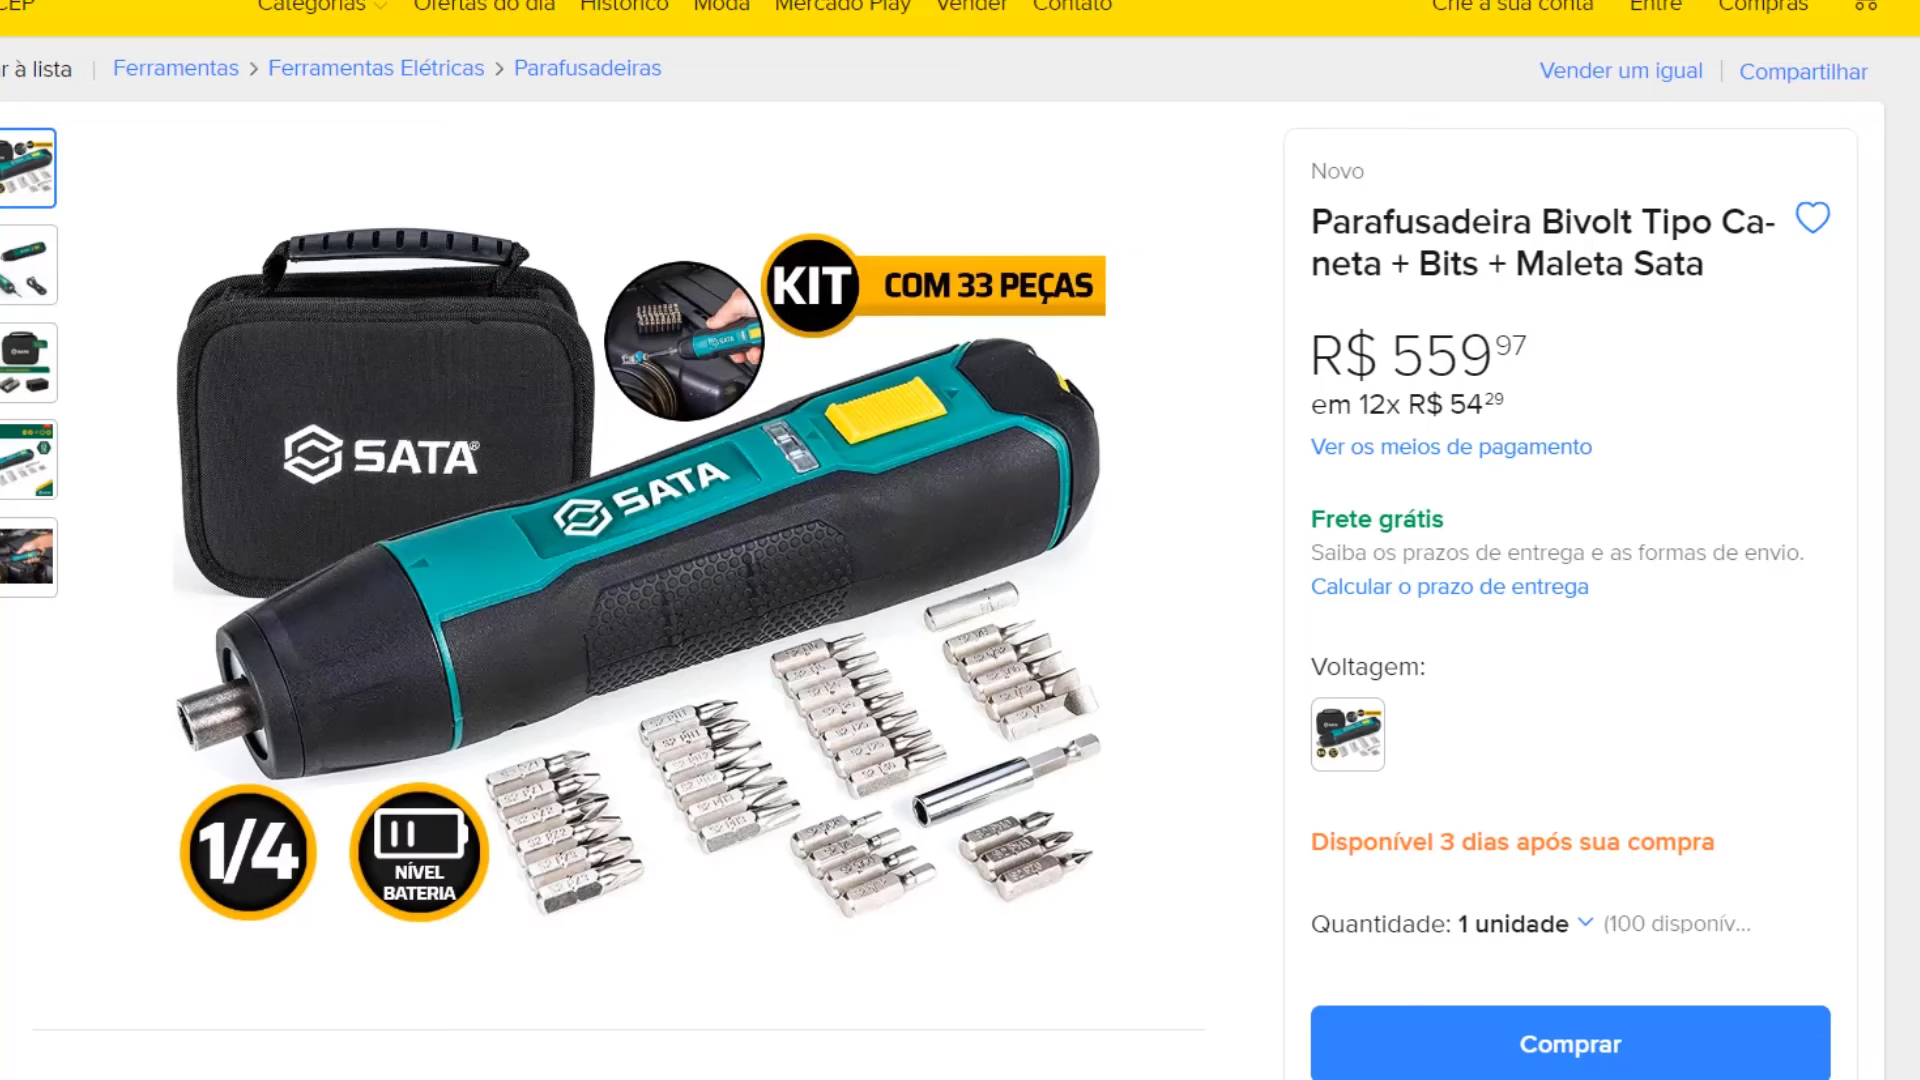 CEP
Categorias
Ofertas do dia
Histórico
Moda
Mercado Play
Vender
Contato
Crie a sua conta
Entre
Compras
r à lista | Ferramentas > Ferramentas Elétricas > Parafusadeiras
Vender um igual | Compartilhar
KIT
COM 33 PEÇAS
SATA®
SATA
1/4
NÍVEL
BATERIA
Novo
Parafusadeira Bivolt Tipo Ca-
neta + Bits + Maleta Sata
R$ 559 97
em 12x R$ 54 29
Ver os meios de pagamento
Frete grátis
Saiba os prazos de entrega e as formas de envio.
Calcular o prazo de entrega
Voltagem:
Disponível 3 dias após sua compra
Quantidade: 1 unidade (100 disponív...
Comprar